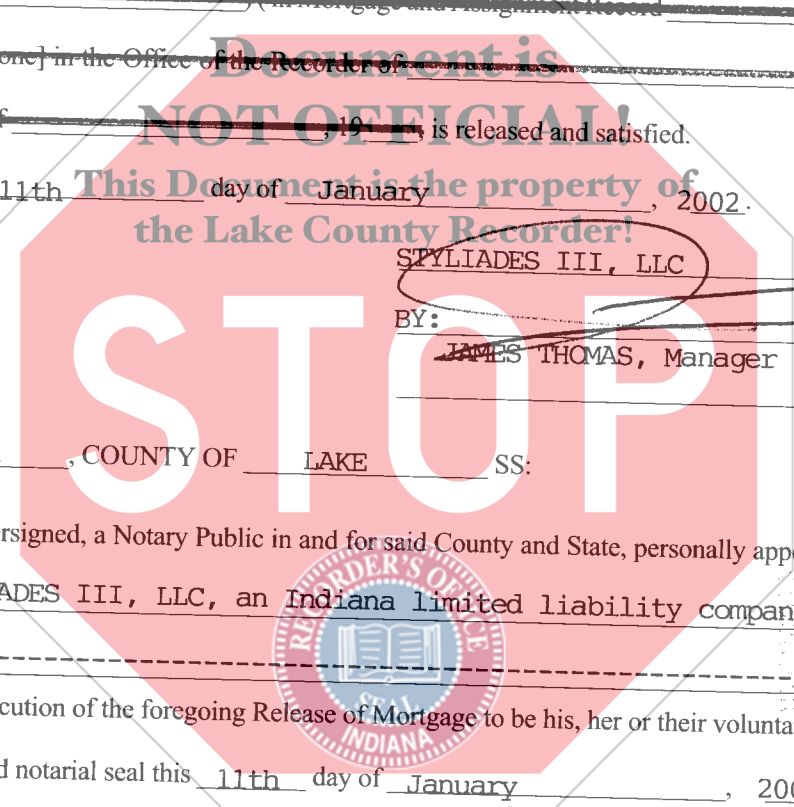 ) ( in Mortgage and Assignment Record
one] in the Office of the Recorder of
Document is
NOT OFFICIAL!
f , 19 , is released and satisfied.
This Document is the property of
the Lake County Recorder!
11th day of January , 2002.
STYLIADES III, LLC
BY:
JAMES THOMAS, Manager
STOP
, COUNTY OF LAKE SS:
rsigned, a Notary Public in and for said County and State, personally appe
ADES III, LLC, an Indiana limited liability compan
RECORDER'S OFFICE
SEAL
INDIANA
cution of the foregoing Release of Mortgage to be his, her or their volunta
d notarial seal this 11th day of January , 200